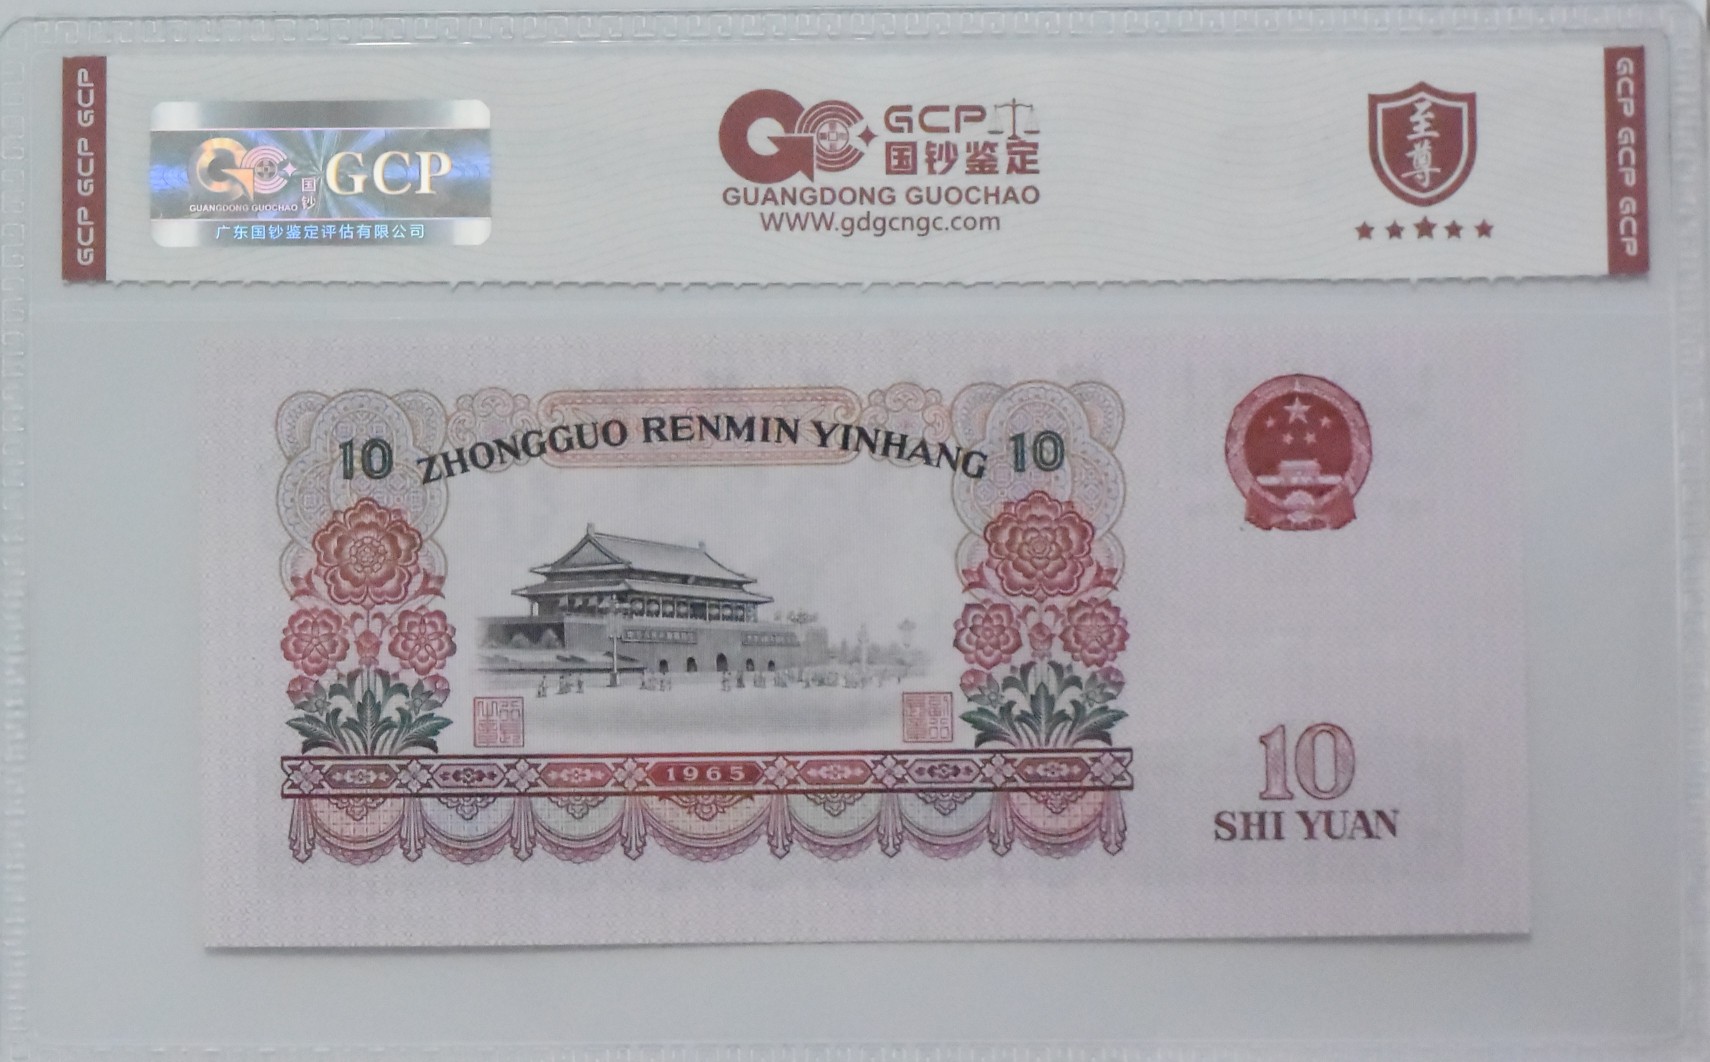 GCP GCP GCP
GCP
国钞
GUANGDONG GUOCHAO
广东国钞鉴定评估有限公司
GCP
国钞鉴定
GUANGDONG GUOCHAO
WWW.gdgcngc.com
至尊
GCP GCP GCP
10 ZHONGGUO RENMIN YINHANG 10
1965
10
SHI YUAN